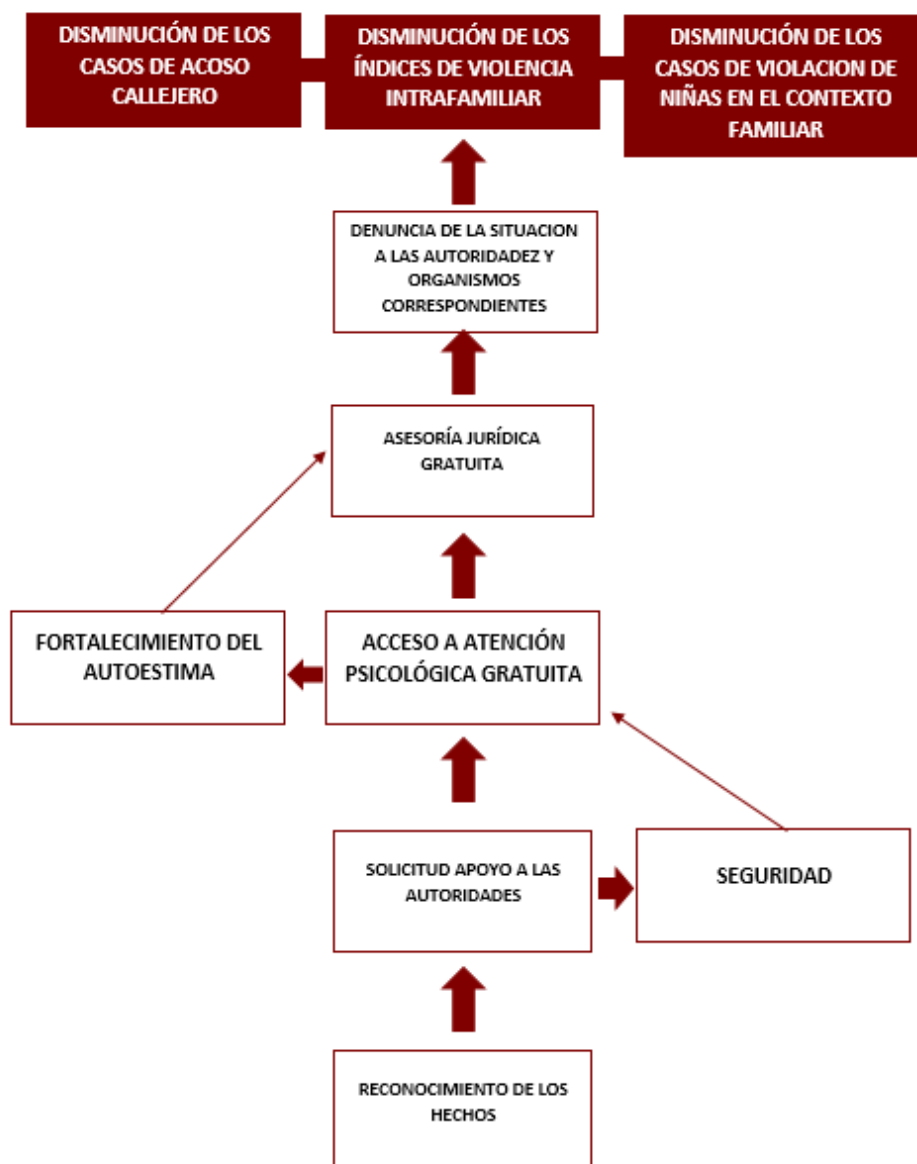 DISMINUCIÓN DE LOS
CASOS DE ACOSO
CALLEJERO
DISMINUCIÓN DE LOS
ÍNDICES DE VIOLENCIA
INTRAFAMILIAR
DISMINUCIÓN DE LOS
CASOS DE VIOLACION DE
NIÑAS EN EL CONTEXTO
FAMILIAR
DENUNCIA DE LA SITUACION
A LAS AUTORIDADEZ Y
ORGANISMOS
CORRESPONDIENTES
ASESORÍA JURÍDICA
GRATUITA
FORTALECIMIENTO DEL
AUTOESTIMA
ACCESO A ATENCIÓN
PSICOLÓGICA GRATUITA
SOLICITUD APOYO A LAS
AUTORIDADES
SEGURIDAD
RECONOCIMIENTO DE LOS
HECHOS